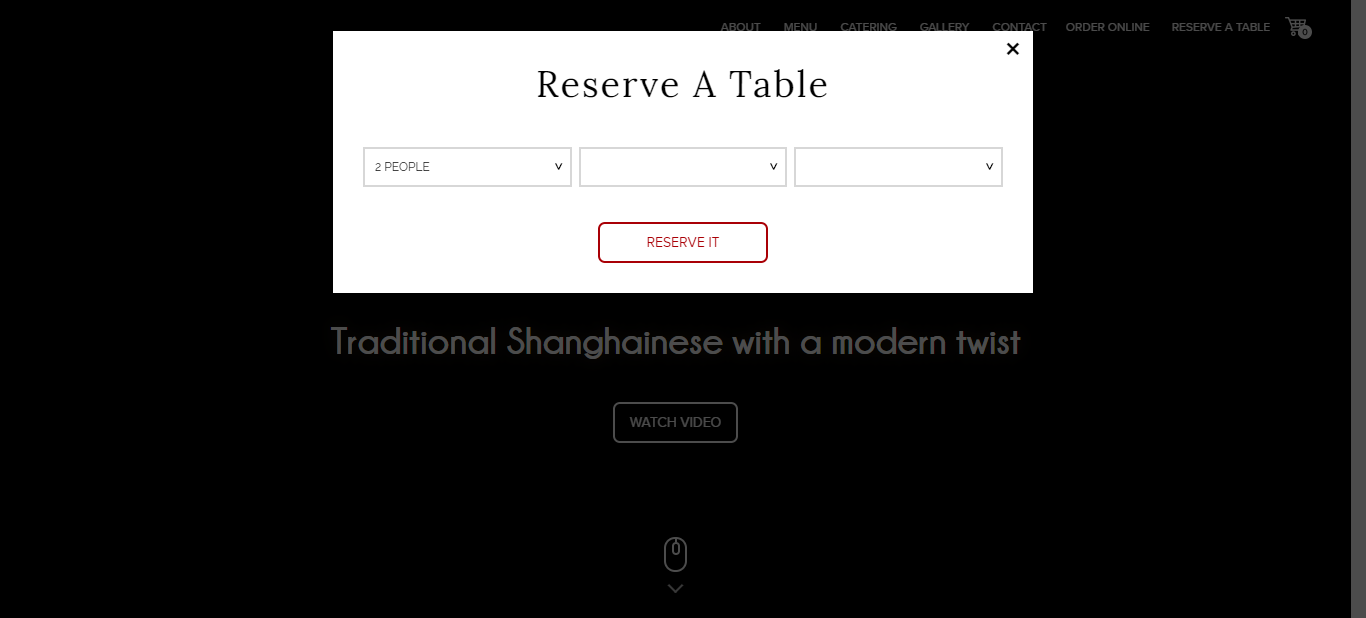 ABOUT MENU CATERING GALLERY CONTACT ORDER ONLINE RESERVE A TABLE 0
Reserve A Table
2 PEOPLE
RESERVE IT
Traditional Shanghainese with a modern twist
WATCH VIDEO